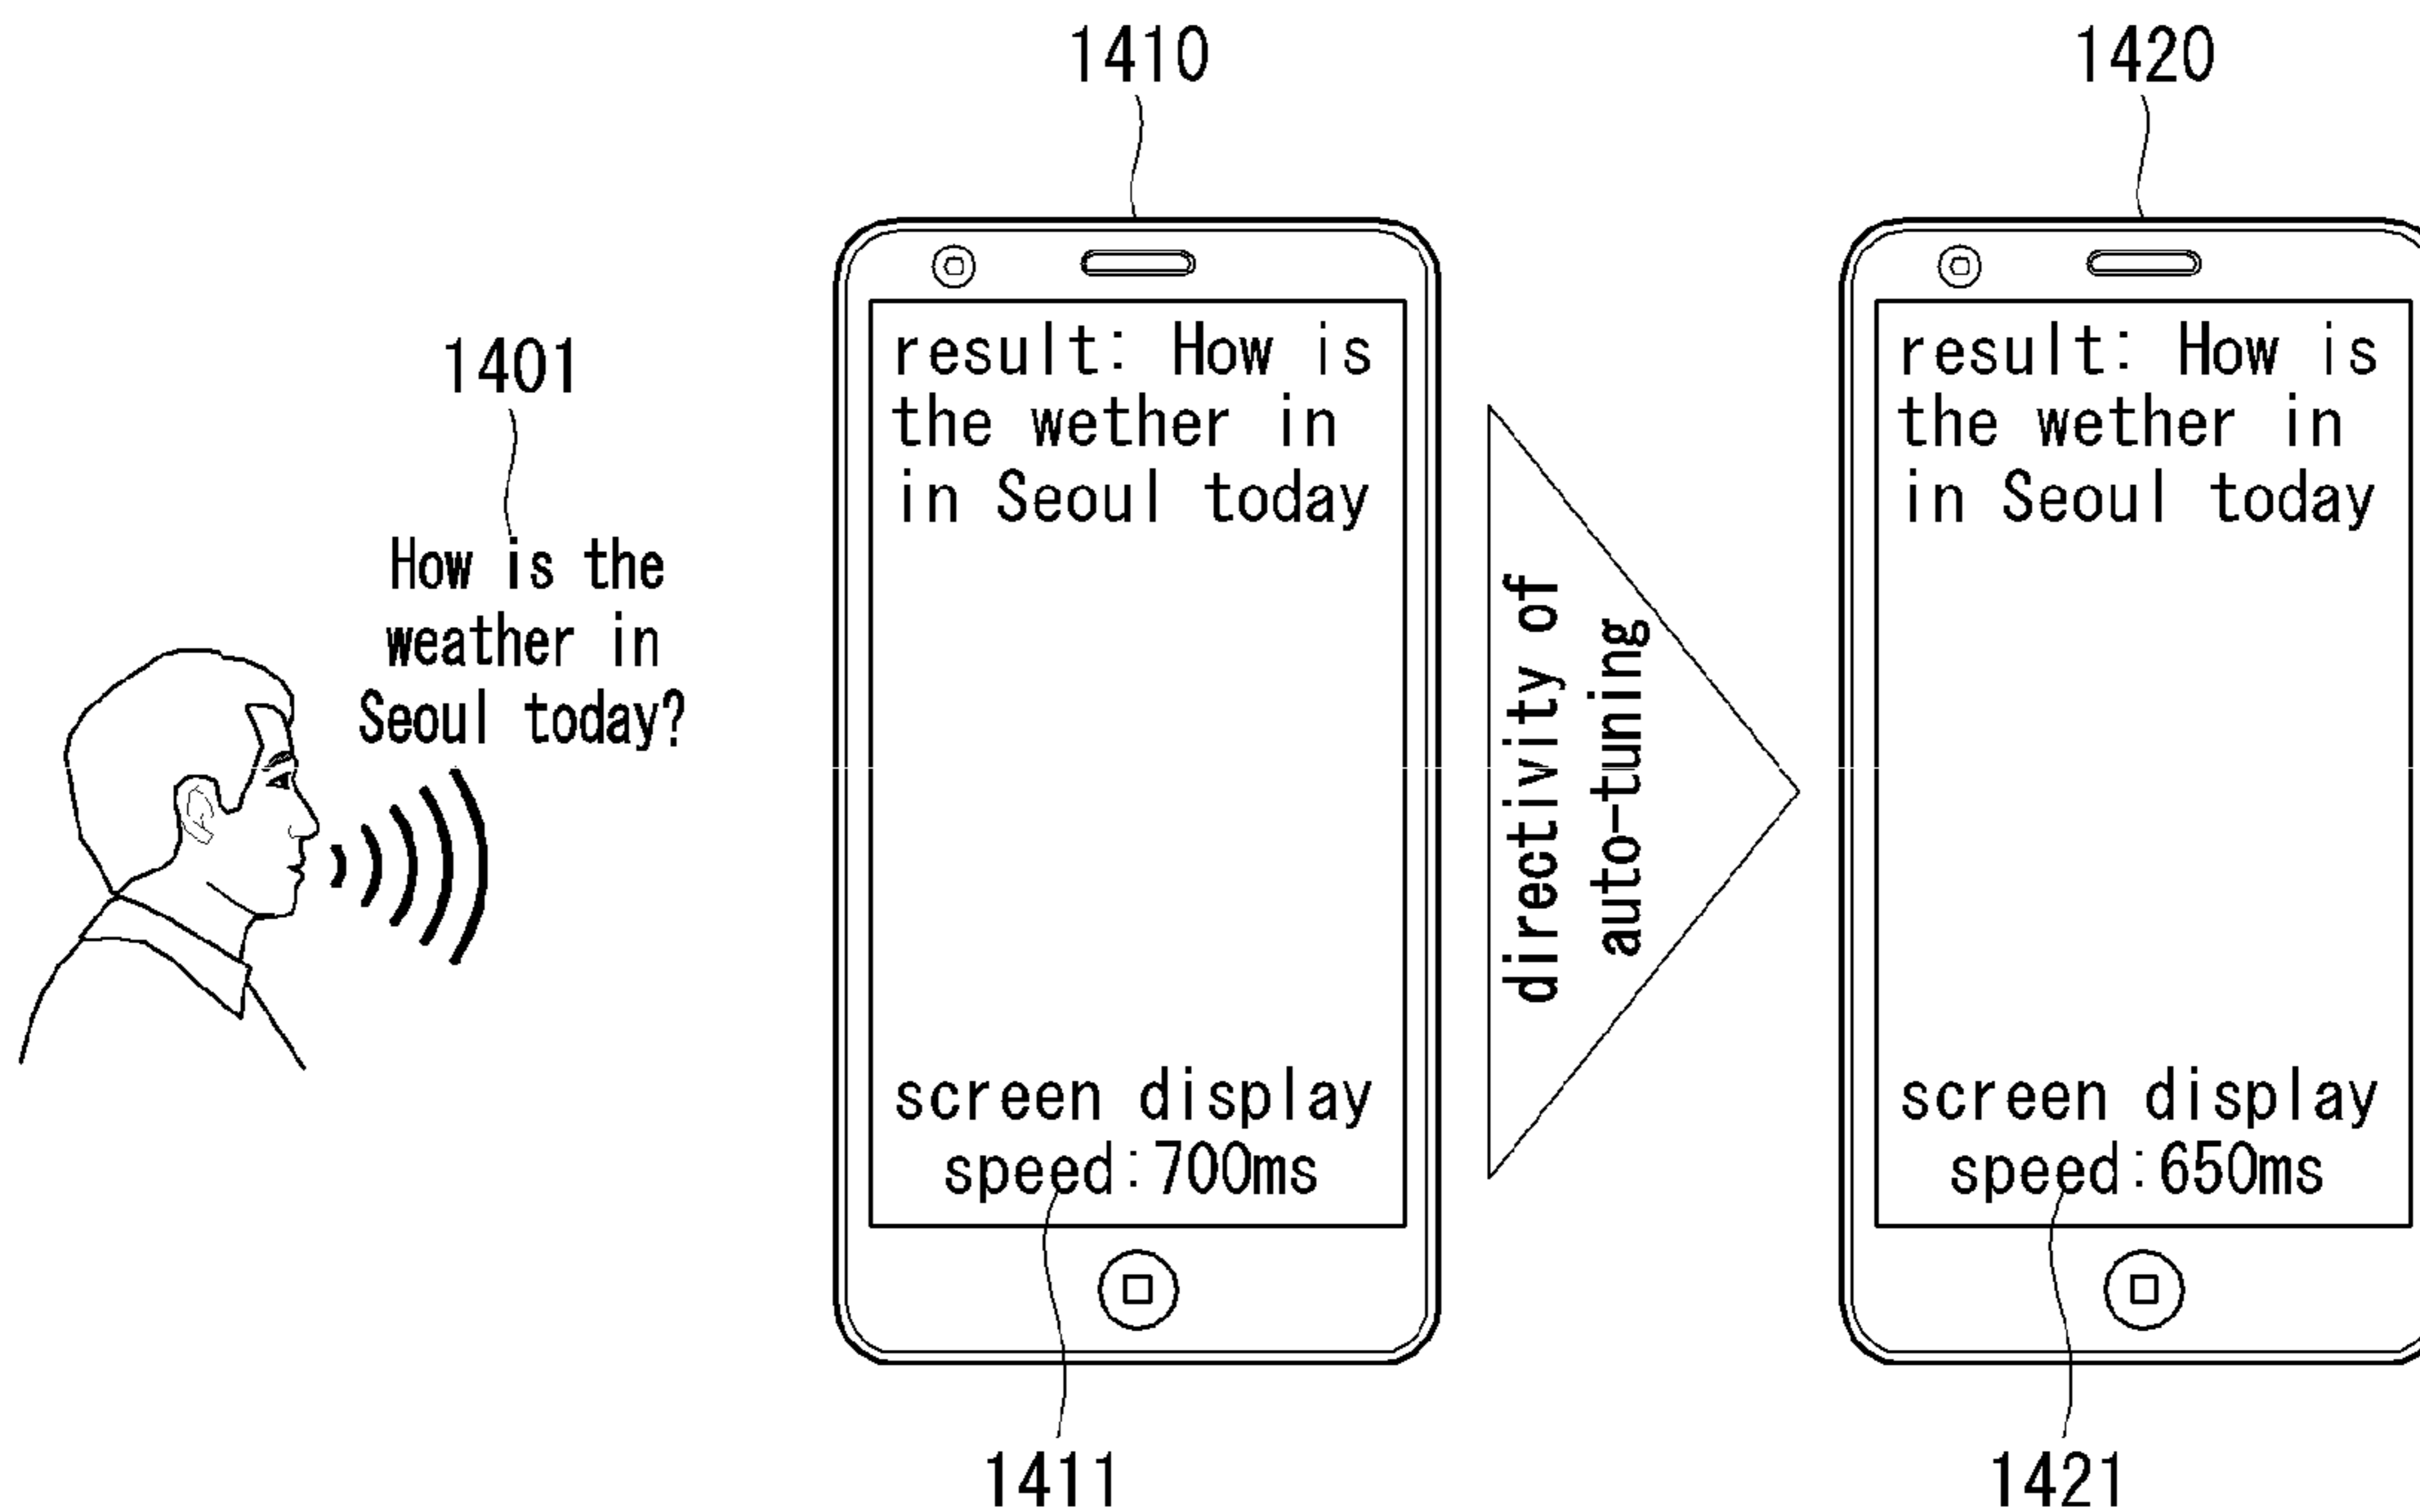 1401
How is the
weather in
Seoul today?
1410
result: How is
the wether in
in Seoul today
screen display
speed:700ms
1411
directivity of
auto-tuning
1420
result: How is
the wether in
in Seoul today
screen display
speed:650ms
1421